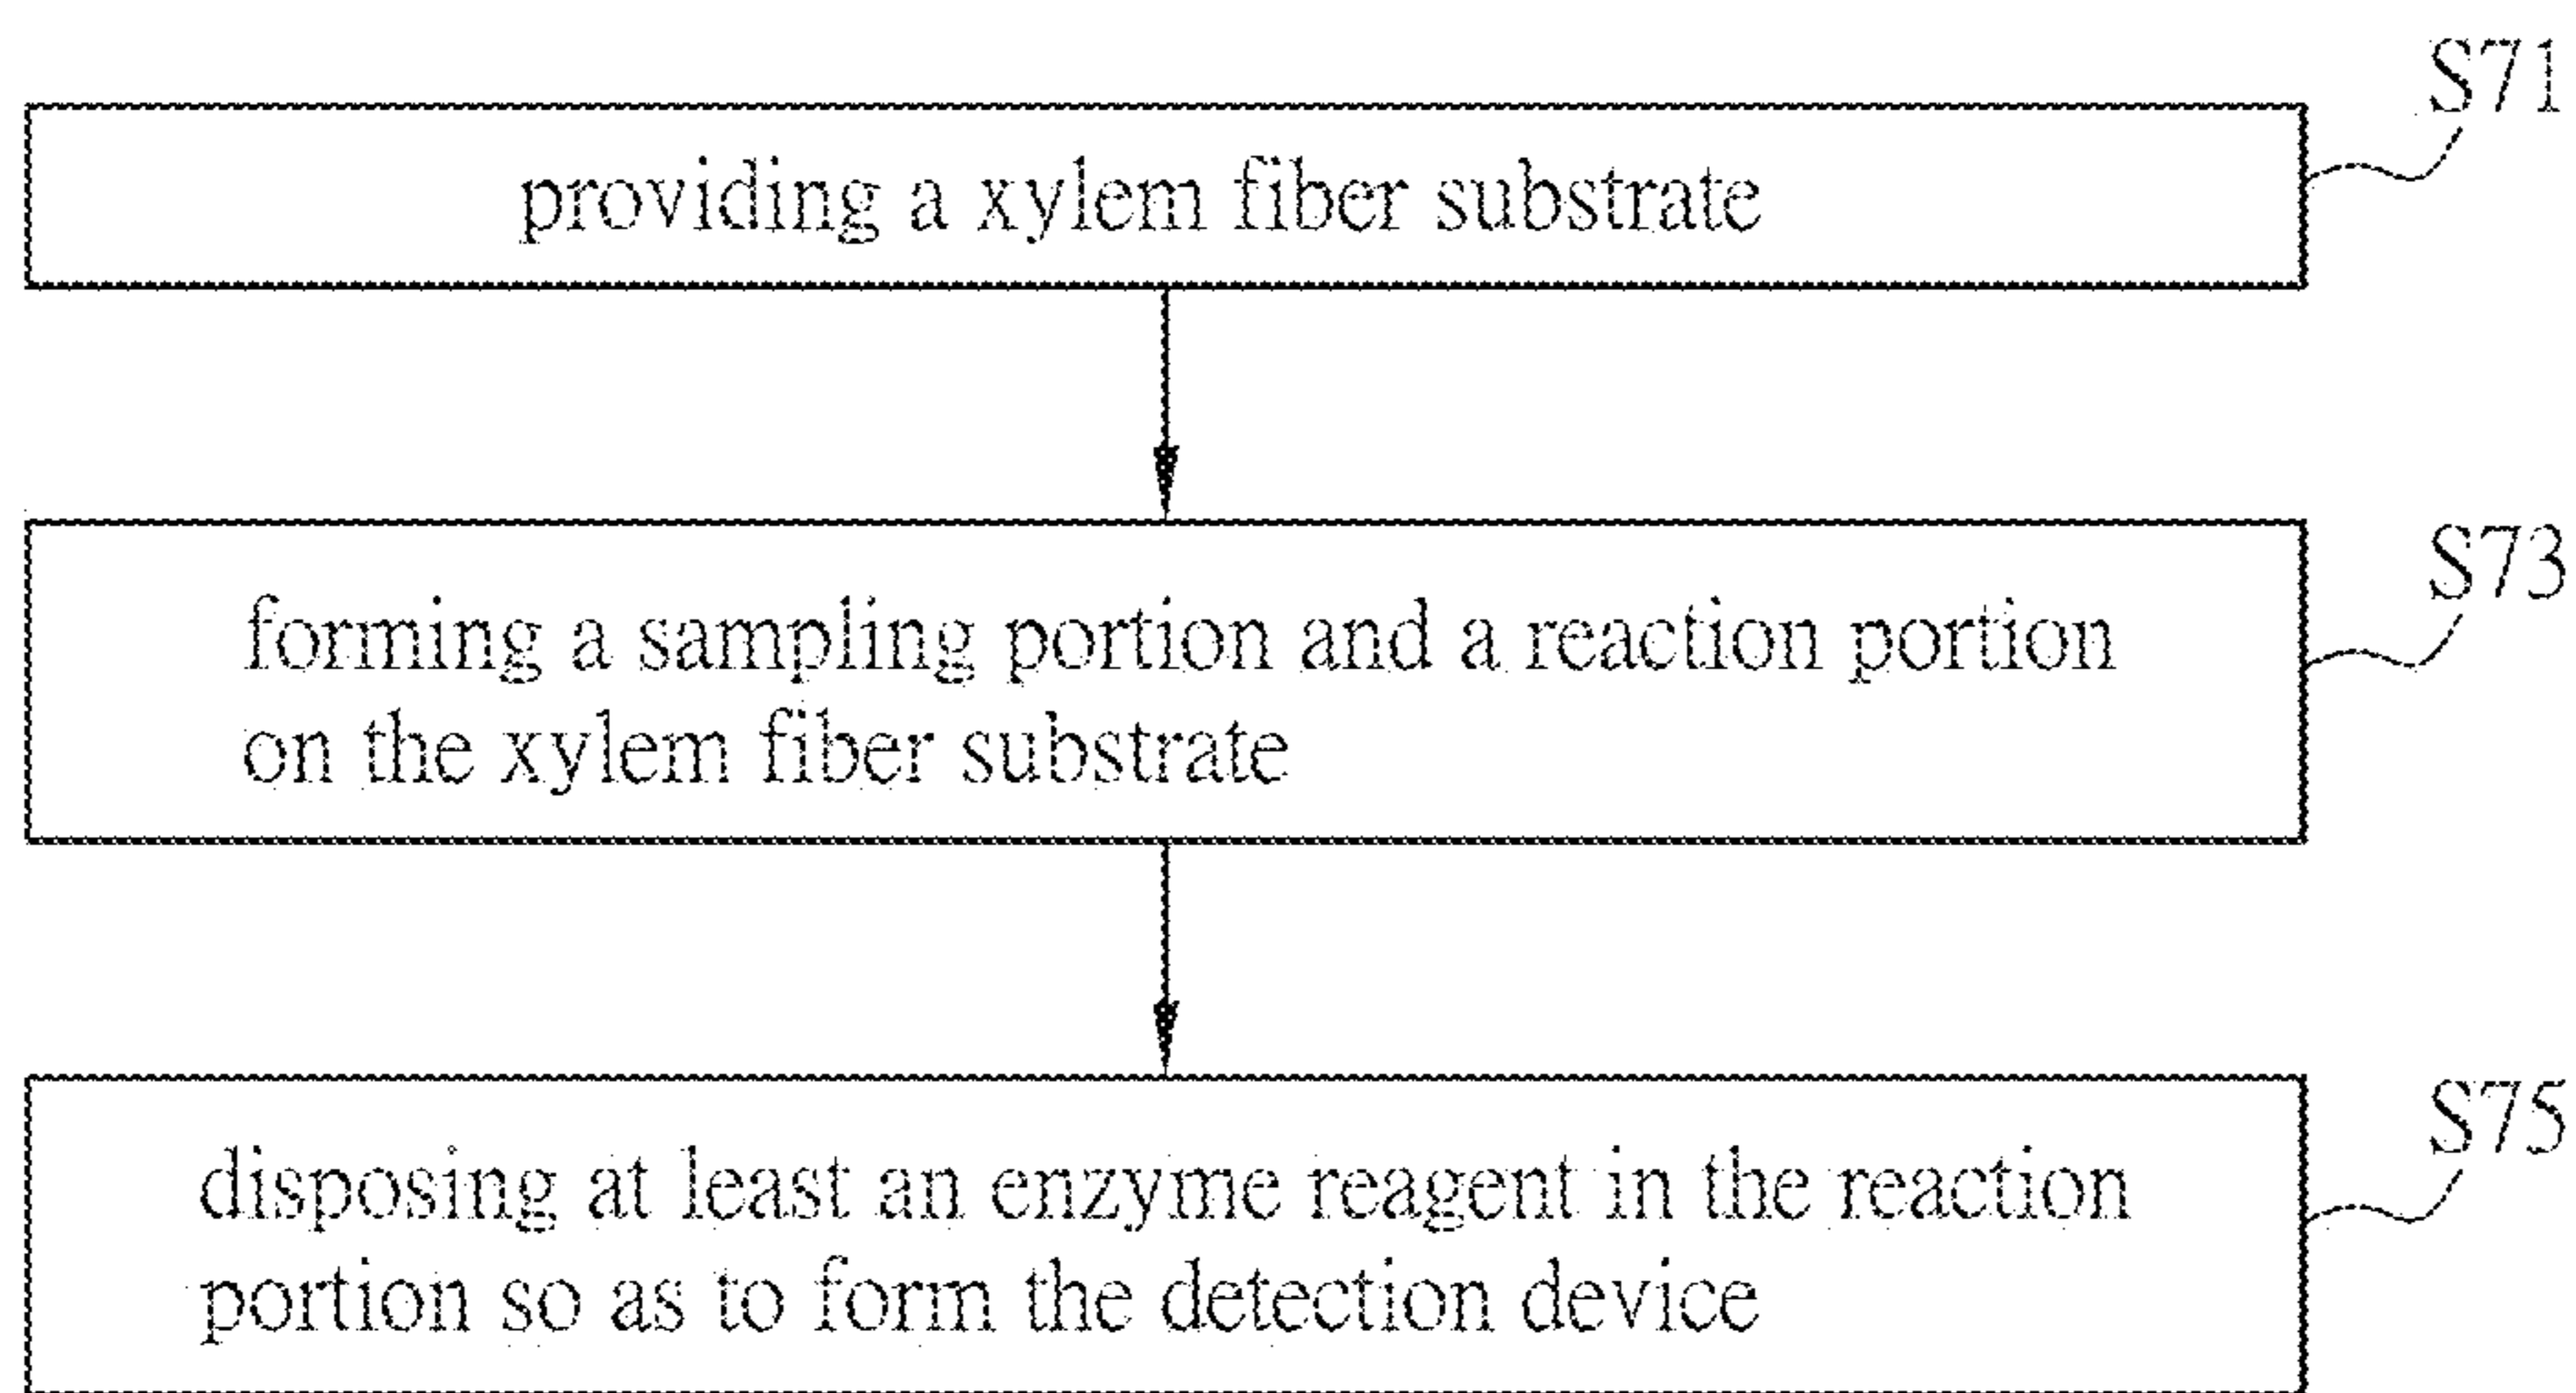 S71
providing a xylem fiber substrate
S73
forming a sampling portion and a reaction portion
on the xylem fiber substrate
S75
disposing at least an enzyme reagent in the reaction
portion so as to form the detection device